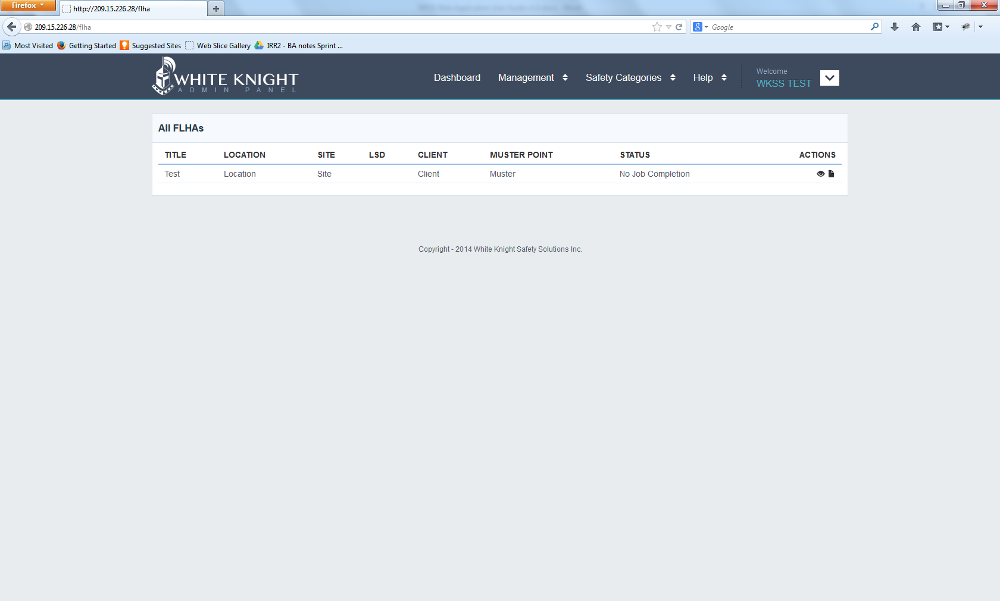 Firefox
http://209.15.226.28/flha
209.15.226.28/flha
Google
Most Visited Getting Started Suggested Sites Web Slice Gallery IRR2 - BA notes Sprint ...
WHITE KNIGHT
ADMIN PANEL
Dashboard Management Safety Categories Help
Welcome
WKSS TEST
All FLHAs
TITLE LOCATION SITE LSD CLIENT MUSTER POINT STATUS ACTIONS
Test Location Site Client Muster No Job Completion
Copyright - 2014 White Knight Safety Solutions Inc.